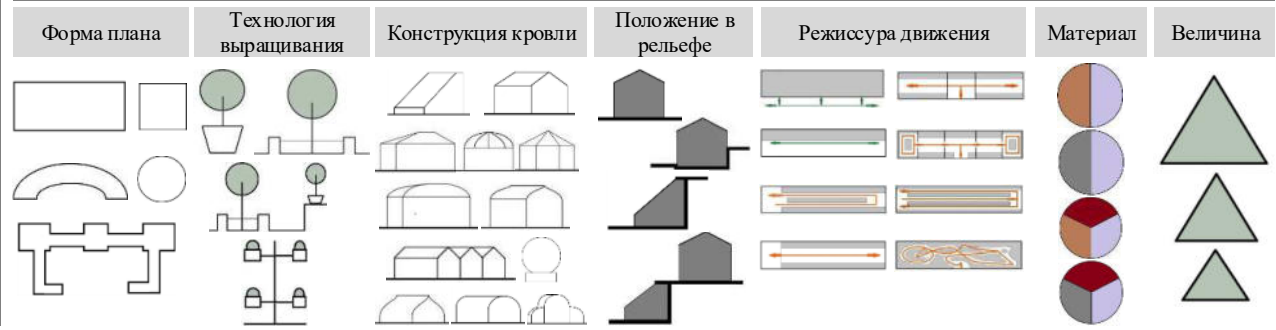 Форма плана
Технология
выращивания
Конструкция кровли
Положение в
рельефе
Режиссура движения
Материал
Величина